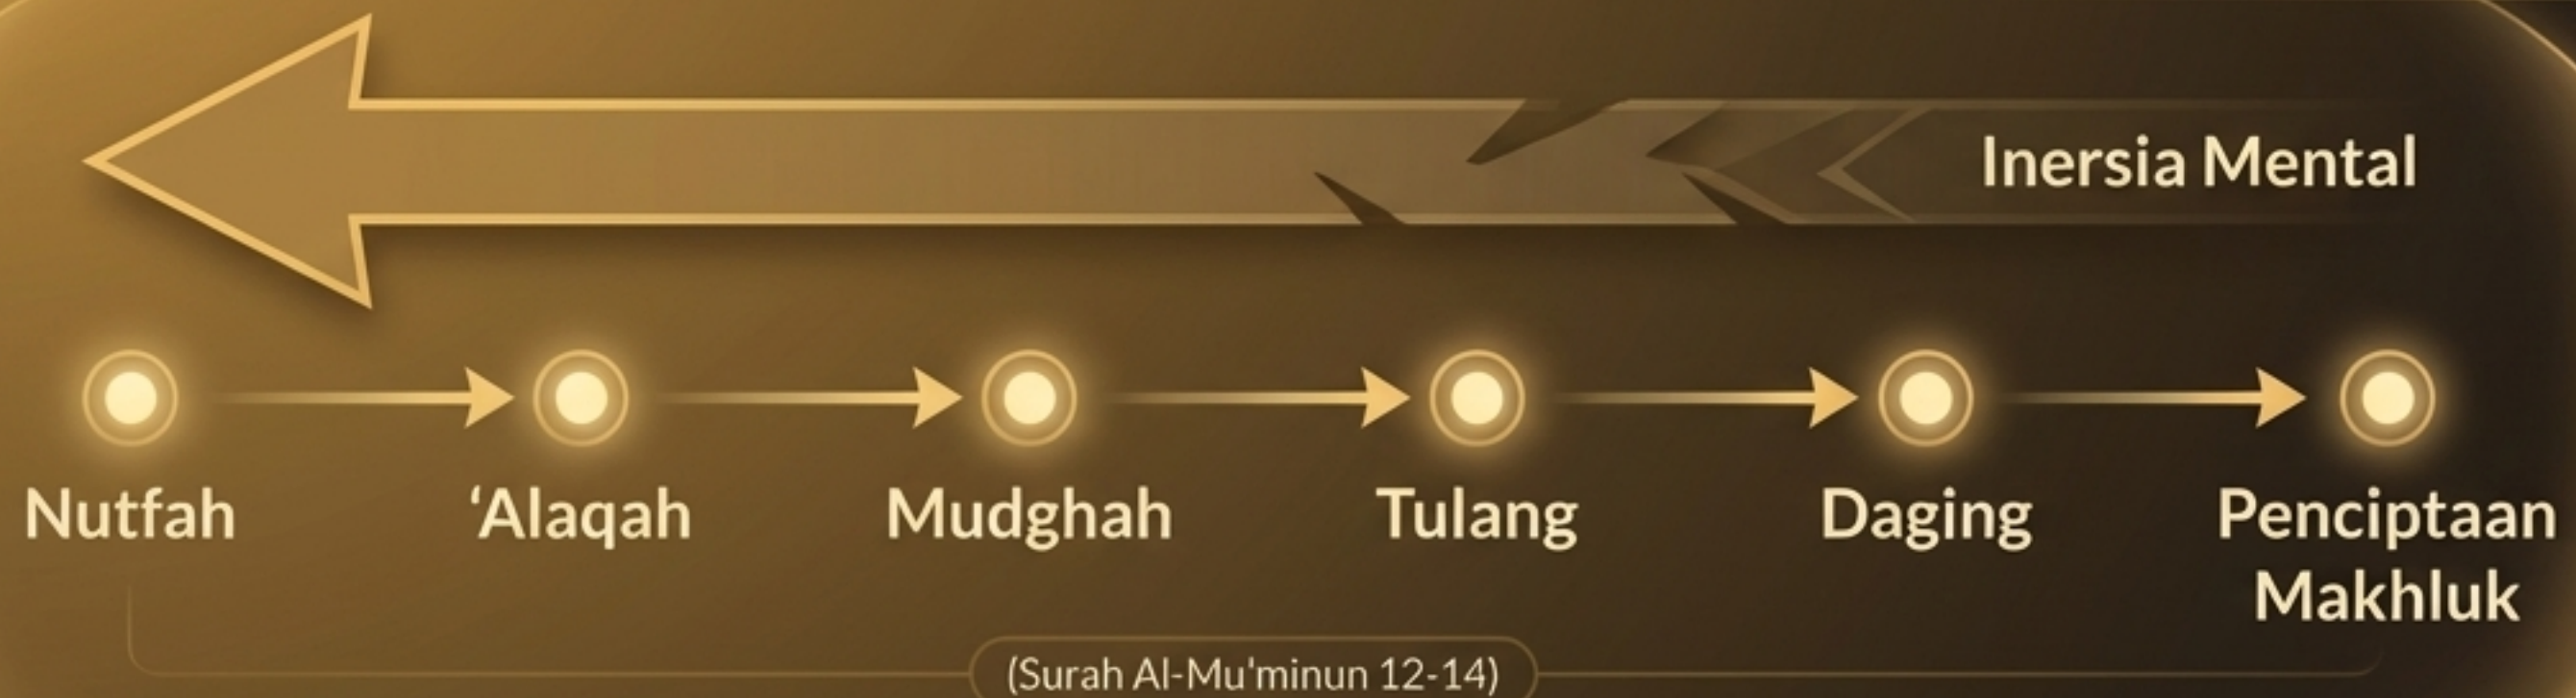 Inersia Mental
Nutfah
‘Alaqah
Mudghah
Tulang
Daging
Penciptaan
Makhluk
(Surah Al-Mu'minun 12-14)